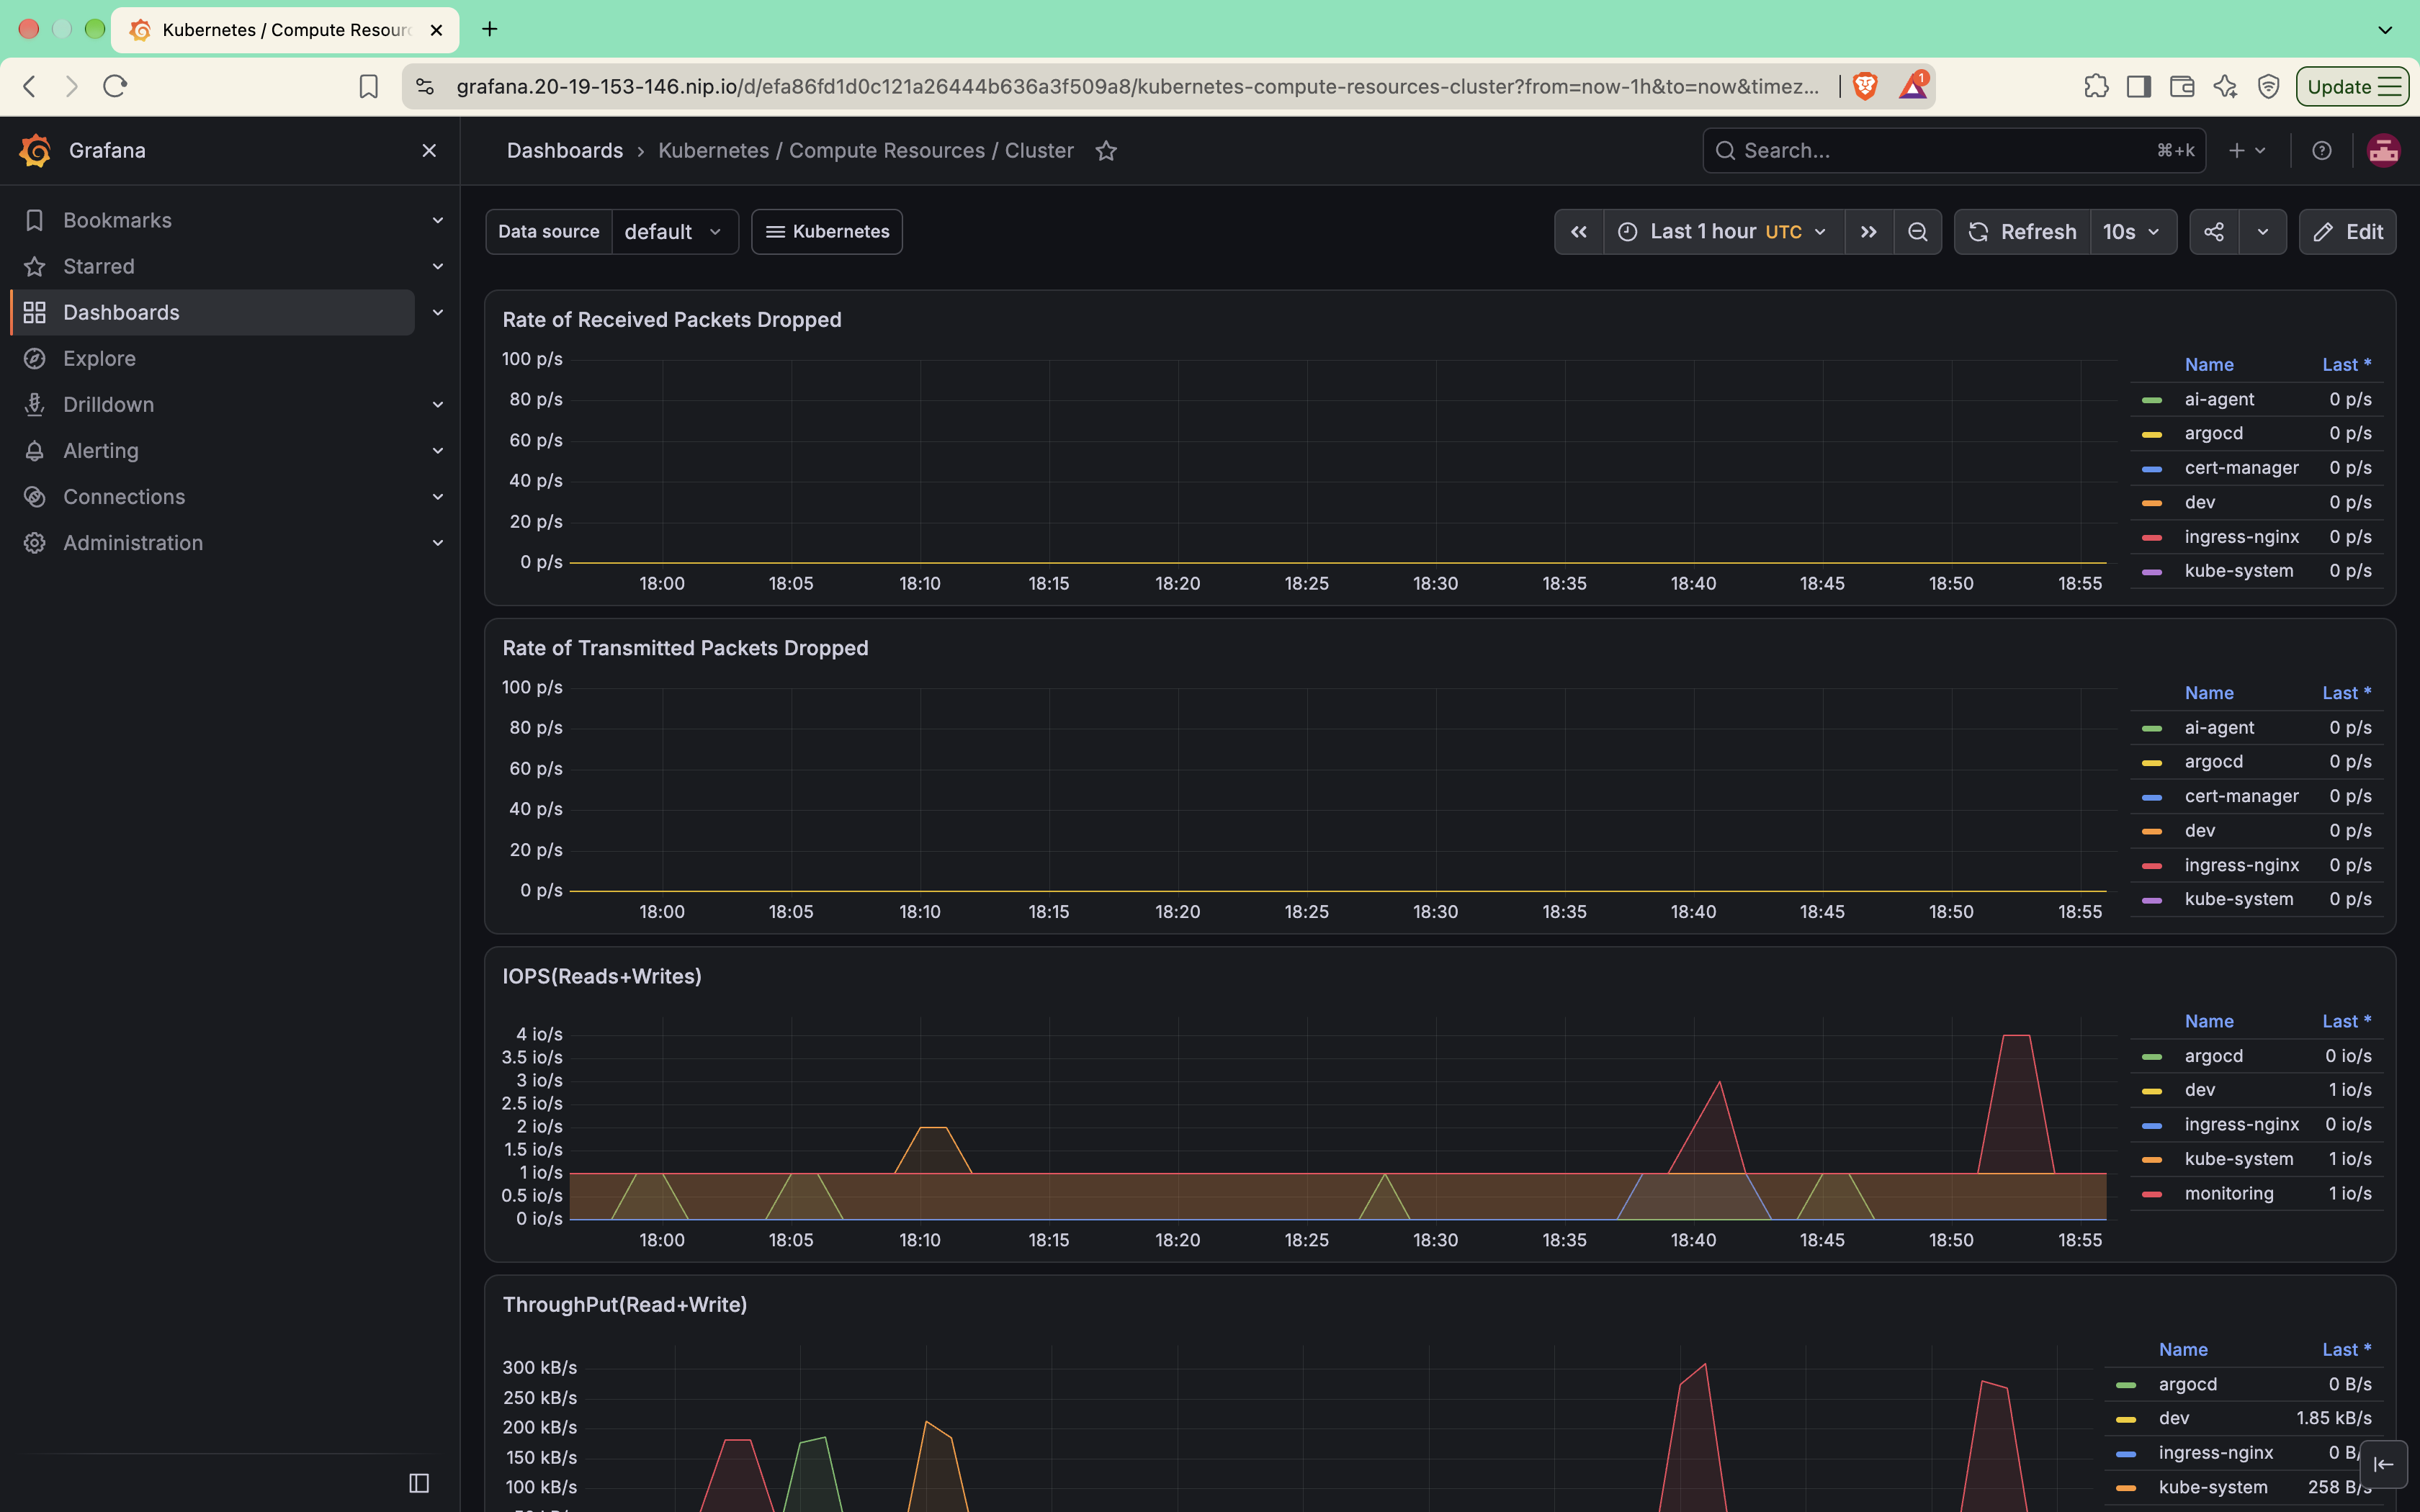 Kubernetes / Compute Resour
1
grafana.20-19-153-146.nip.io/d/efa86fd1d0c121a26444b636a3f509a8/kubernetes-compute-resources-cluster?from=now-1h&to=now&timez...
Update
Grafana
Dashboards › Kubernetes / Compute Resources / Cluster
Search... ⌘+k
Bookmarks
Starred
Dashboards
Explore
Drilldown
Alerting
Connections
Administration
Data source default
Kubernetes
Last 1 hour UTC
Refresh 10s
Edit
Rate of Received Packets Dropped
100 p/s
80 p/s
60 p/s
40 p/s
20 p/s
0 p/s
18:00 18:05 18:10 18:15 18:20 18:25 18:30 18:35 18:40 18:45 18:50 18:55
Name Last *
ai-agent 0 p/s
argocd 0 p/s
cert-manager 0 p/s
dev 0 p/s
ingress-nginx 0 p/s
kube-system 0 p/s
Rate of Transmitted Packets Dropped
100 p/s
80 p/s
60 p/s
40 p/s
20 p/s
0 p/s
18:00 18:05 18:10 18:15 18:20 18:25 18:30 18:35 18:40 18:45 18:50 18:55
Name Last *
ai-agent 0 p/s
argocd 0 p/s
cert-manager 0 p/s
dev 0 p/s
ingress-nginx 0 p/s
kube-system 0 p/s
IOPS(Reads+Writes)
4 io/s
3.5 io/s
3 io/s
2.5 io/s
2 io/s
1.5 io/s
1 io/s
0.5 io/s
0 io/s
18:00 18:05 18:10 18:15 18:20 18:25 18:30 18:35 18:40 18:45 18:50 18:55
Name Last *
argocd 0 io/s
dev 1 io/s
ingress-nginx 0 io/s
kube-system 1 io/s
monitoring 1 io/s
ThroughPut(Read+Write)
300 kB/s
250 kB/s
200 kB/s
150 kB/s
100 kB/s
Name Last *
argocd 0 B/s
dev 1.85 kB/s
ingress-nginx 0 B/
kube-system 258 B/s